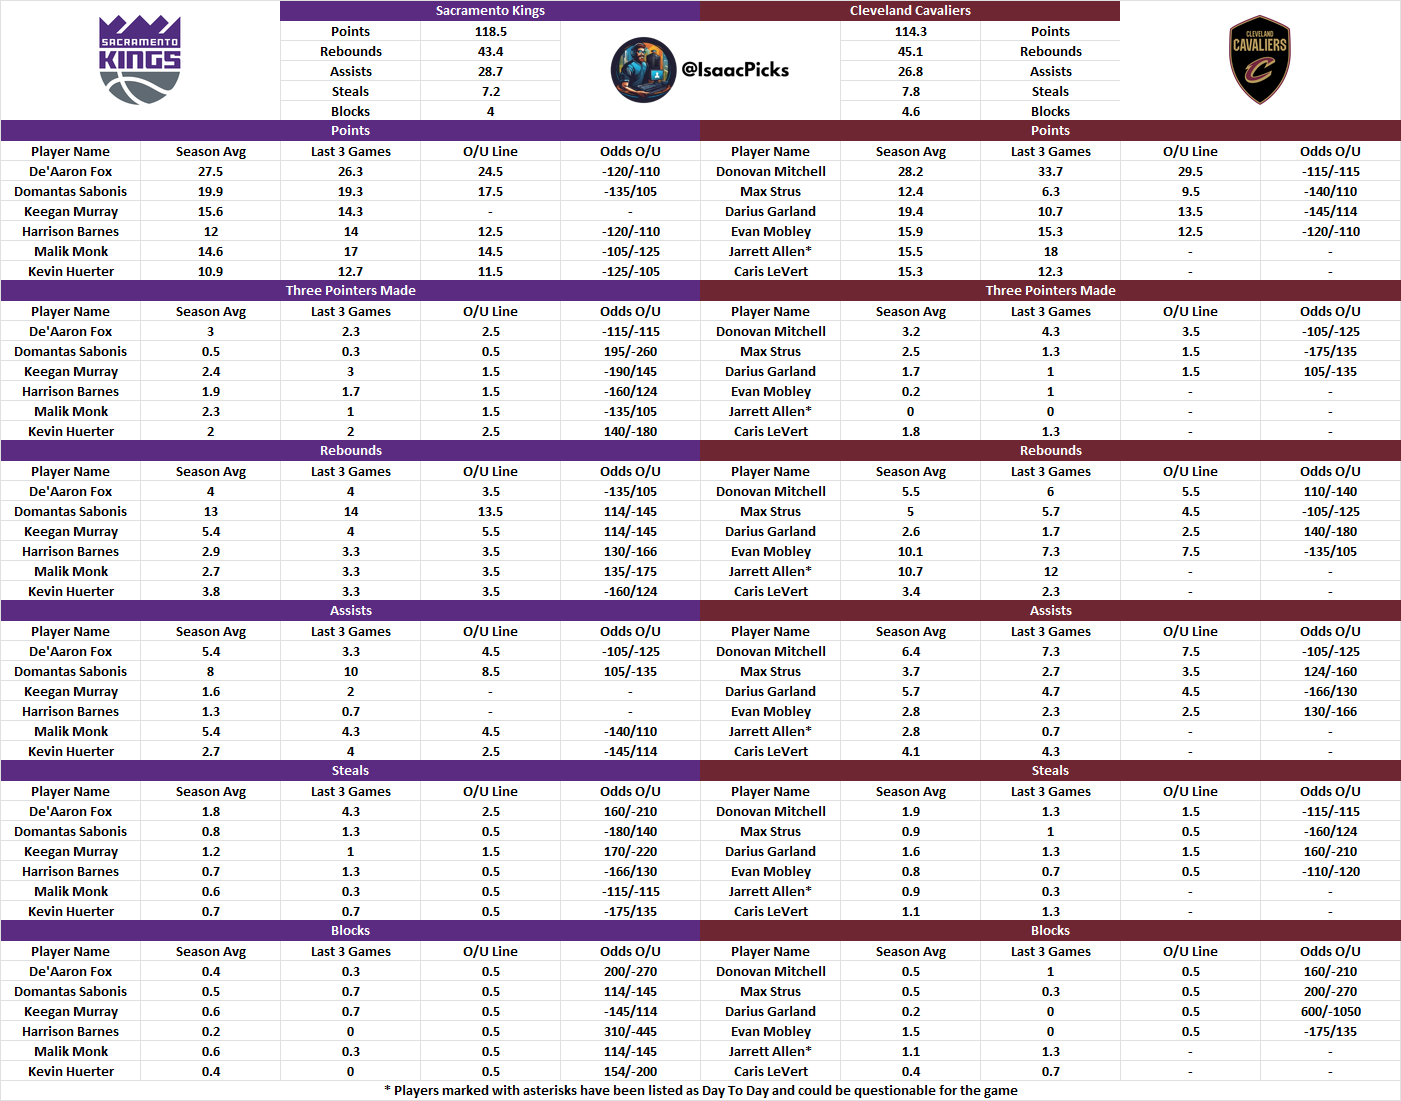 Sacramento Kings Cleveland Cavaliers
SACRAMENTO KINGS
CLEVELAND CAVALIERS C
Points 118.5 114.3 Points
Rebounds 43.4 45.1 Rebounds
@IsaacPicks
Assists 28.7 26.8 Assists
Steals 7.2 7.8 Steals
Blocks 4 4.6 Blocks
Points Points
Player Name Season Avg Last 3 Games O/U Line Odds O/U Player Name Season Avg Last 3 Games O/U Line Odds O/U
De'Aaron Fox 27.5 26.3 24.5 -120/-110 Donovan Mitchell 28.2 33.7 29.5 -115/-115
Domantas Sabonis 19.9 19.3 17.5 -135/105 Max Strus 12.4 6.3 9.5 -140/110
Keegan Murray 15.6 14.3 - - Darius Garland 19.4 10.7 13.5 -145/114
Harrison Barnes 12 14 12.5 -120/-110 Evan Mobley 15.9 15.3 12.5 -120/-110
Malik Monk 14.6 17 14.5 -105/-125 Jarrett Allen* 15.5 18 - -
Kevin Huerter 10.9 12.7 11.5 -125/-105 Caris LeVert 15.3 12.3 - -
Three Pointers Made Three Pointers Made
Player Name Season Avg Last 3 Games O/U Line Odds O/U Player Name Season Avg Last 3 Games O/U Line Odds O/U
De'Aaron Fox 3 2.3 2.5 -115/-115 Donovan Mitchell 3.2 4.3 3.5 -105/-125
Domantas Sabonis 0.5 0.3 0.5 195/-260 Max Strus 2.5 1.3 1.5 -175/135
Keegan Murray 2.4 3 1.5 -190/145 Darius Garland 1.7 1 1.5 105/-135
Harrison Barnes 1.9 1.7 1.5 -160/124 Evan Mobley 0.2 1 - -
Malik Monk 2.3 1 1.5 -135/105 Jarrett Allen* 0 0 - -
Kevin Huerter 2 2 2.5 140/-180 Caris LeVert 1.8 1.3 - -
Rebounds Rebounds
Player Name Season Avg Last 3 Games O/U Line Odds O/U Player Name Season Avg Last 3 Games O/U Line Odds O/U
De'Aaron Fox 4 4 3.5 -135/105 Donovan Mitchell 5.5 6 5.5 110/-140
Domantas Sabonis 13 14 13.5 114/-145 Max Strus 5 5.7 4.5 -105/-125
Keegan Murray 5.4 4 5.5 114/-145 Darius Garland 2.6 1.7 2.5 140/-180
Harrison Barnes 2.9 3.3 3.5 130/-166 Evan Mobley 10.1 7.3 7.5 -135/105
Malik Monk 2.7 3.3 3.5 135/-175 Jarrett Allen* 10.7 12 - -
Kevin Huerter 3.8 3.3 3.5 -160/124 Caris LeVert 3.4 2.3 - -
Assists Assists
Player Name Season Avg Last 3 Games O/U Line Odds O/U Player Name Season Avg Last 3 Games O/U Line Odds O/U
De'Aaron Fox 5.4 3.3 4.5 -105/-125 Donovan Mitchell 6.4 7.3 7.5 -105/-125
Domantas Sabonis 8 10 8.5 105/-135 Max Strus 3.7 2.7 3.5 124/-160
Keegan Murray 1.6 2 - - Darius Garland 5.7 4.7 4.5 -166/130
Harrison Barnes 1.3 0.7 - - Evan Mobley 2.8 2.3 2.5 130/-166
Malik Monk 5.4 4.3 4.5 -140/110 Jarrett Allen* 2.8 0.7 - -
Kevin Huerter 2.7 4 2.5 -145/114 Caris LeVert 4.1 4.3 - -
Steals Steals
Player Name Season Avg Last 3 Games O/U Line Odds O/U Player Name Season Avg Last 3 Games O/U Line Odds O/U
De'Aaron Fox 1.8 4.3 2.5 160/-210 Donovan Mitchell 1.9 1.3 1.5 -115/-115
Domantas Sabonis 0.8 1.3 0.5 -180/140 Max Strus 0.9 1 0.5 -160/124
Keegan Murray 1.2 1 1.5 170/-220 Darius Garland 1.6 1.3 1.5 160/-210
Harrison Barnes 0.7 1.3 0.5 -166/130 Evan Mobley 0.8 0.7 0.5 -110/-120
Malik Monk 0.6 0.3 0.5 -115/-115 Jarrett Allen* 0.9 0.3 - -
Kevin Huerter 0.7 0.7 0.5 -175/135 Caris LeVert 1.1 1.3 - -
Blocks Blocks
Player Name Season Avg Last 3 Games O/U Line Odds O/U Player Name Season Avg Last 3 Games O/U Line Odds O/U
De'Aaron Fox 0.4 0.3 0.5 200/-270 Donovan Mitchell 0.5 1 0.5 160/-210
Domantas Sabonis 0.5 0.7 0.5 114/-145 Max Strus 0.5 0.3 0.5 200/-270
Keegan Murray 0.6 0.7 0.5 -145/114 Darius Garland 0.2 0 0.5 600/-1050
Harrison Barnes 0.2 0 0.5 310/-445 Evan Mobley 1.5 0 0.5 -175/135
Malik Monk 0.6 0.3 0.5 114/-145 Jarrett Allen* 1.1 1.3 - -
Kevin Huerter 0.4 0 0.5 154/-200 Caris LeVert 0.4 0.7 - -
* Players marked with asterisks have been listed as Day To Day and could be questionable for the game